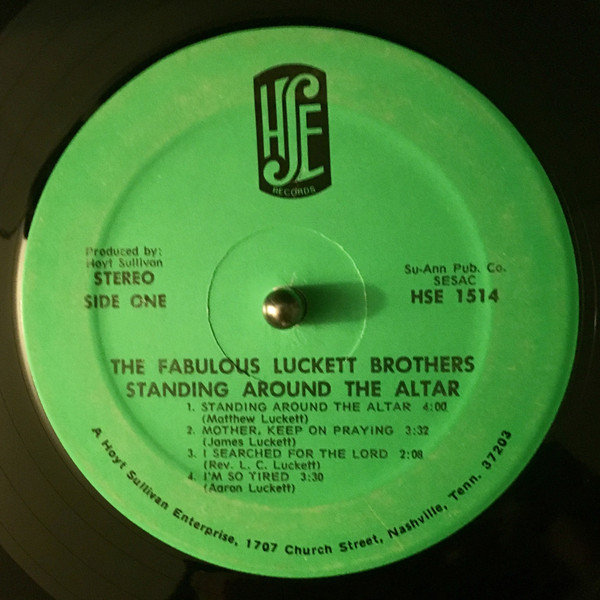 HSE
RECORDS
Produced by:
Hoyt Sullivan
STEREO
SIDE ONE
Su-Ann Pub. Co.
SESAC
HSE 1514
THE FABULOUS LUCKETT BROTHERS
STANDING AROUND THE ALTAR
1. STANDING AROUND THE ALTAR 4:00
(Matthew Luckett)
2. MOTHER, KEEP ON PRAYING 3:32
(James Luckett)
3. I SEARCHED FOR THE LORD 2:08
(Rev. L. C. Luckett)
4. I'M SO TIRED 3:30
(Aaron Luckett)
A Hoyt Sullivan Enterprise, 1707 Church Street, Nashville, Tenn. 37203